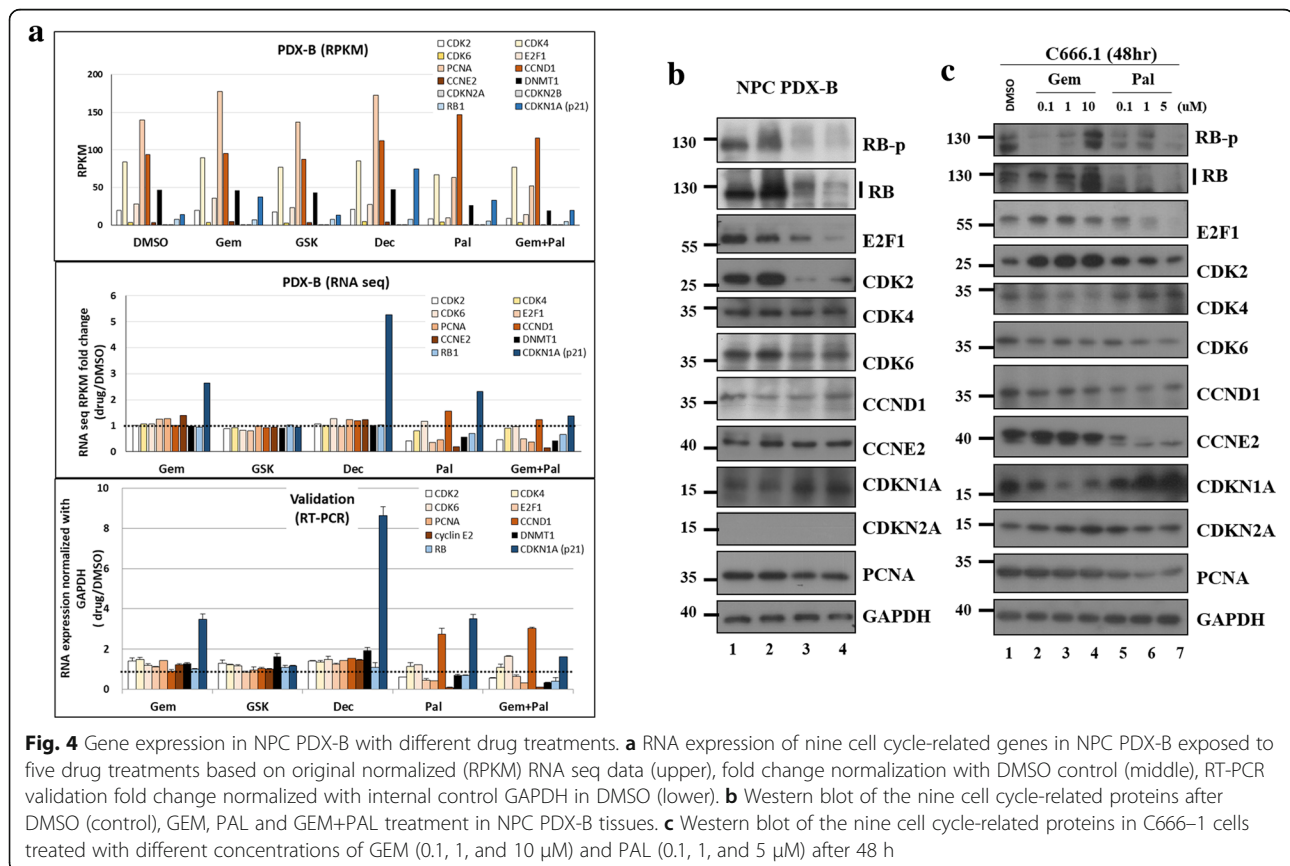 a
PDX-B (RPKM)
CDK2 CDK4
CDK6 E2F1
PCNA CCND1
CCNE2 DNMT1
CDKN2A CDKN2B
RB1 CDKN1A (p21)
RPKM
200
150
100
50
0
DMSO Gem GSK Dec Pal Gem+Pal
PDX-B (RNA seq)
CDK2 CDK4
CDK6 E2F1
PCNA CCND1
CCNE2 DNMT1
RB1 CDKN1A (p21)
RNA seq RPKM fold change
(drug/DMSO)
6
5
4
3
2
1
0
Gem GSK Dec Pal Gem+Pal
Validation
(RT-PCR)
CDK2 CDK4
CDK6 E2F1
PCNA CCND1
cyclin E2 DNMT1
RB CDKN1A (p21)
RNA expression normalized with
GAPDH
( drug/DMSO)
10
8
6
4
2
0
Gem GSK Dec Pal Gem+Pal
b
NPC PDX-B
130 RB-p
130 RB
55 E2F1
25 CDK2
35 CDK4
35 CDK6
35 CCND1
40 CCNE2
15 CDKN1A
15 CDKN2A
35 PCNA
40 GAPDH
1 2 3 4
c
C666.1 (48hr)
DMSO Gem Pal
0.1 1 10 0.1 1 5 (uM)
130 RB-p
130 RB
55 E2F1
25 CDK2
35 CDK4
35 CDK6
35 CCND1
40 CCNE2
15 CDKN1A
15 CDKN2A
35 PCNA
40 GAPDH
1 2 3 4 5 6 7
Fig. 4 Gene expression in NPC PDX-B with different drug treatments. a RNA expression of nine cell cycle-related genes in NPC PDX-B exposed to
five drug treatments based on original normalized (RPKM) RNA seq data (upper), fold change normalization with DMSO control (middle), RT-PCR
validation fold change normalized with internal control GAPDH in DMSO (lower). b Western blot of the nine cell cycle-related proteins after
DMSO (control), GEM, PAL and GEM+PAL treatment in NPC PDX-B tissues. c Western blot of the nine cell cycle-related proteins in C666–1 cells
treated with different concentrations of GEM (0.1, 1, and 10 μM) and PAL (0.1, 1, and 5 μM) after 48 h